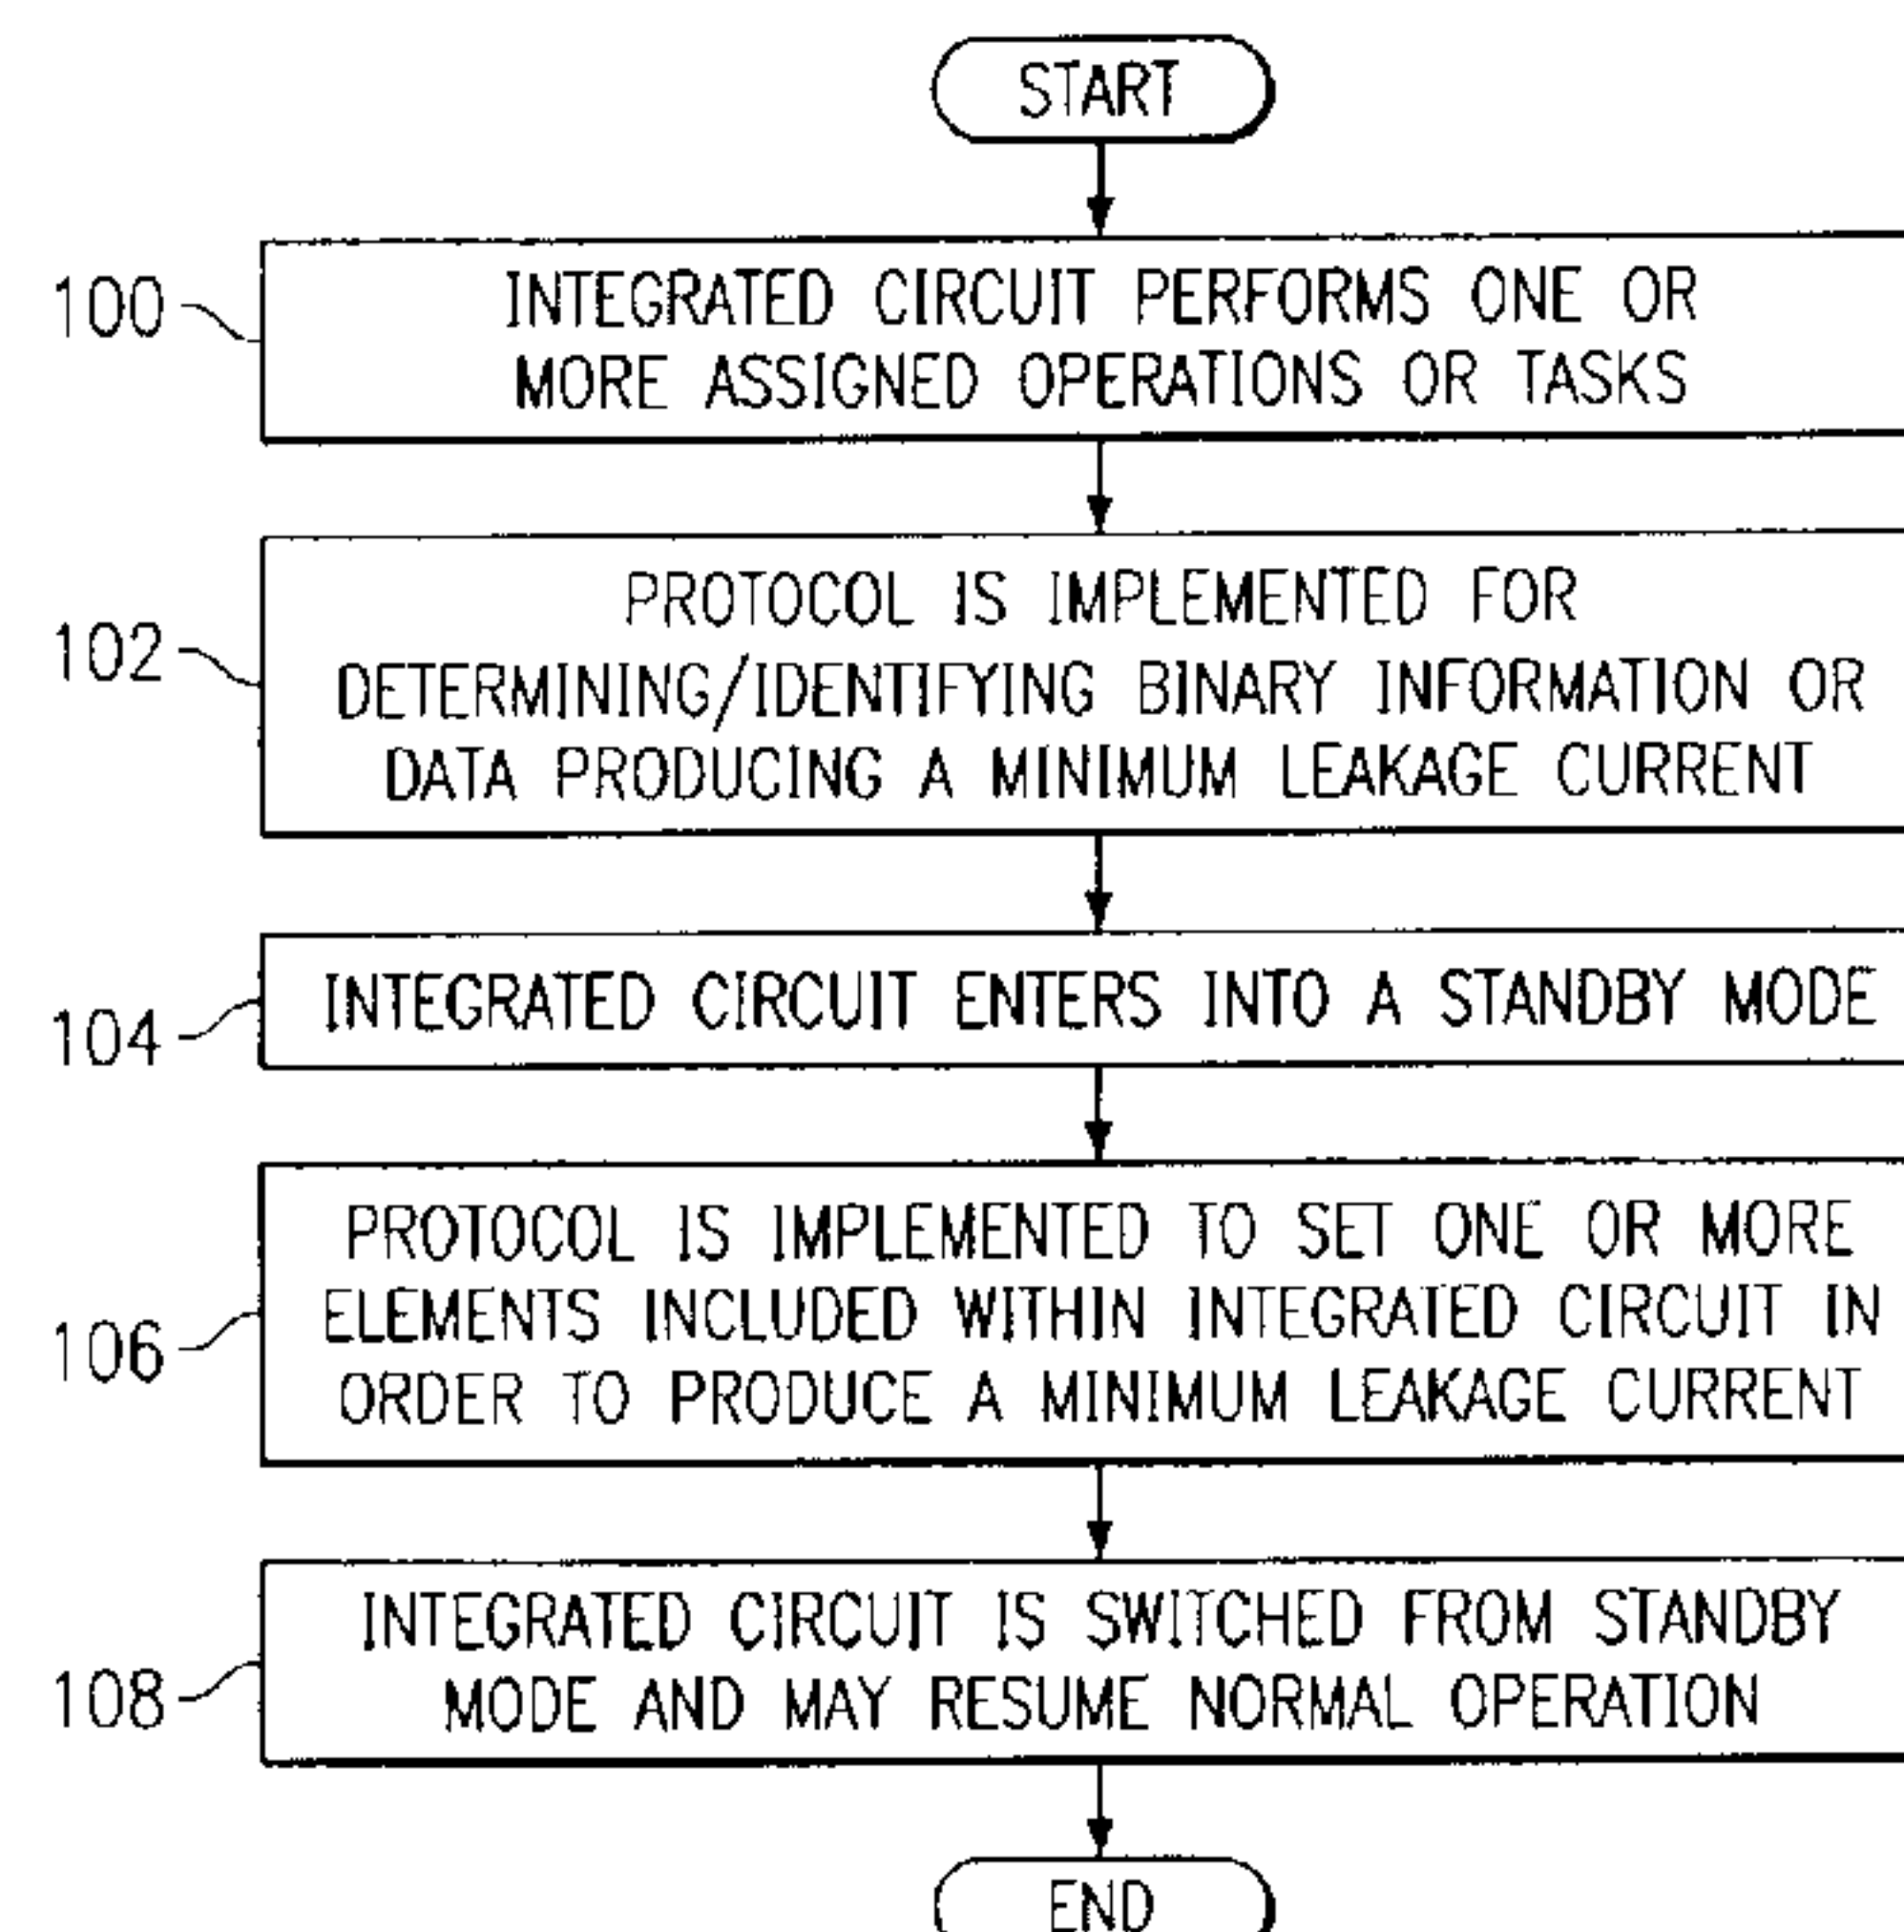 START
100
INTEGRATED CIRCUIT PERFORMS ONE OR
MORE ASSIGNED OPERATIONS OR TASKS
102
PROTOCOL IS IMPLEMENTED FOR
DETERMINING/IDENTIFYING BINARY INFORMATION OR
DATA PRODUCING A MINIMUM LEAKAGE CURRENT
104
INTEGRATED CIRCUIT ENTERS INTO A STANDBY MODE
106
PROTOCOL IS IMPLEMENTED TO SET ONE OR MORE
ELEMENTS INCLUDED WITHIN INTEGRATED CIRCUIT IN
ORDER TO PRODUCE A MINIMUM LEAKAGE CURRENT
108
INTEGRATED CIRCUIT IS SWITCHED FROM STANDBY
MODE AND MAY RESUME NORMAL OPERATION
END